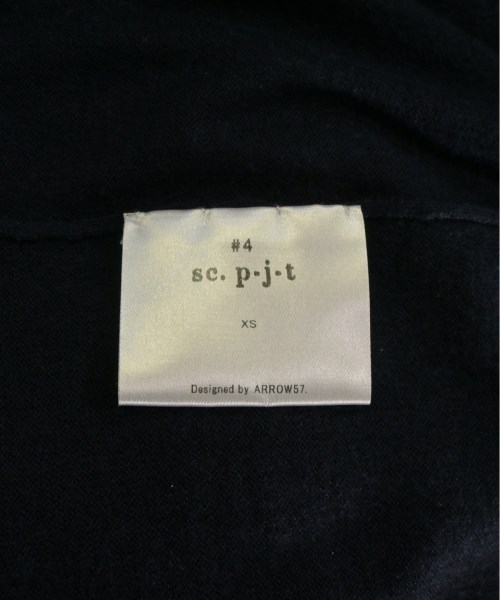 #4
sc. p-j-t
XS
Designed by ARROW57.